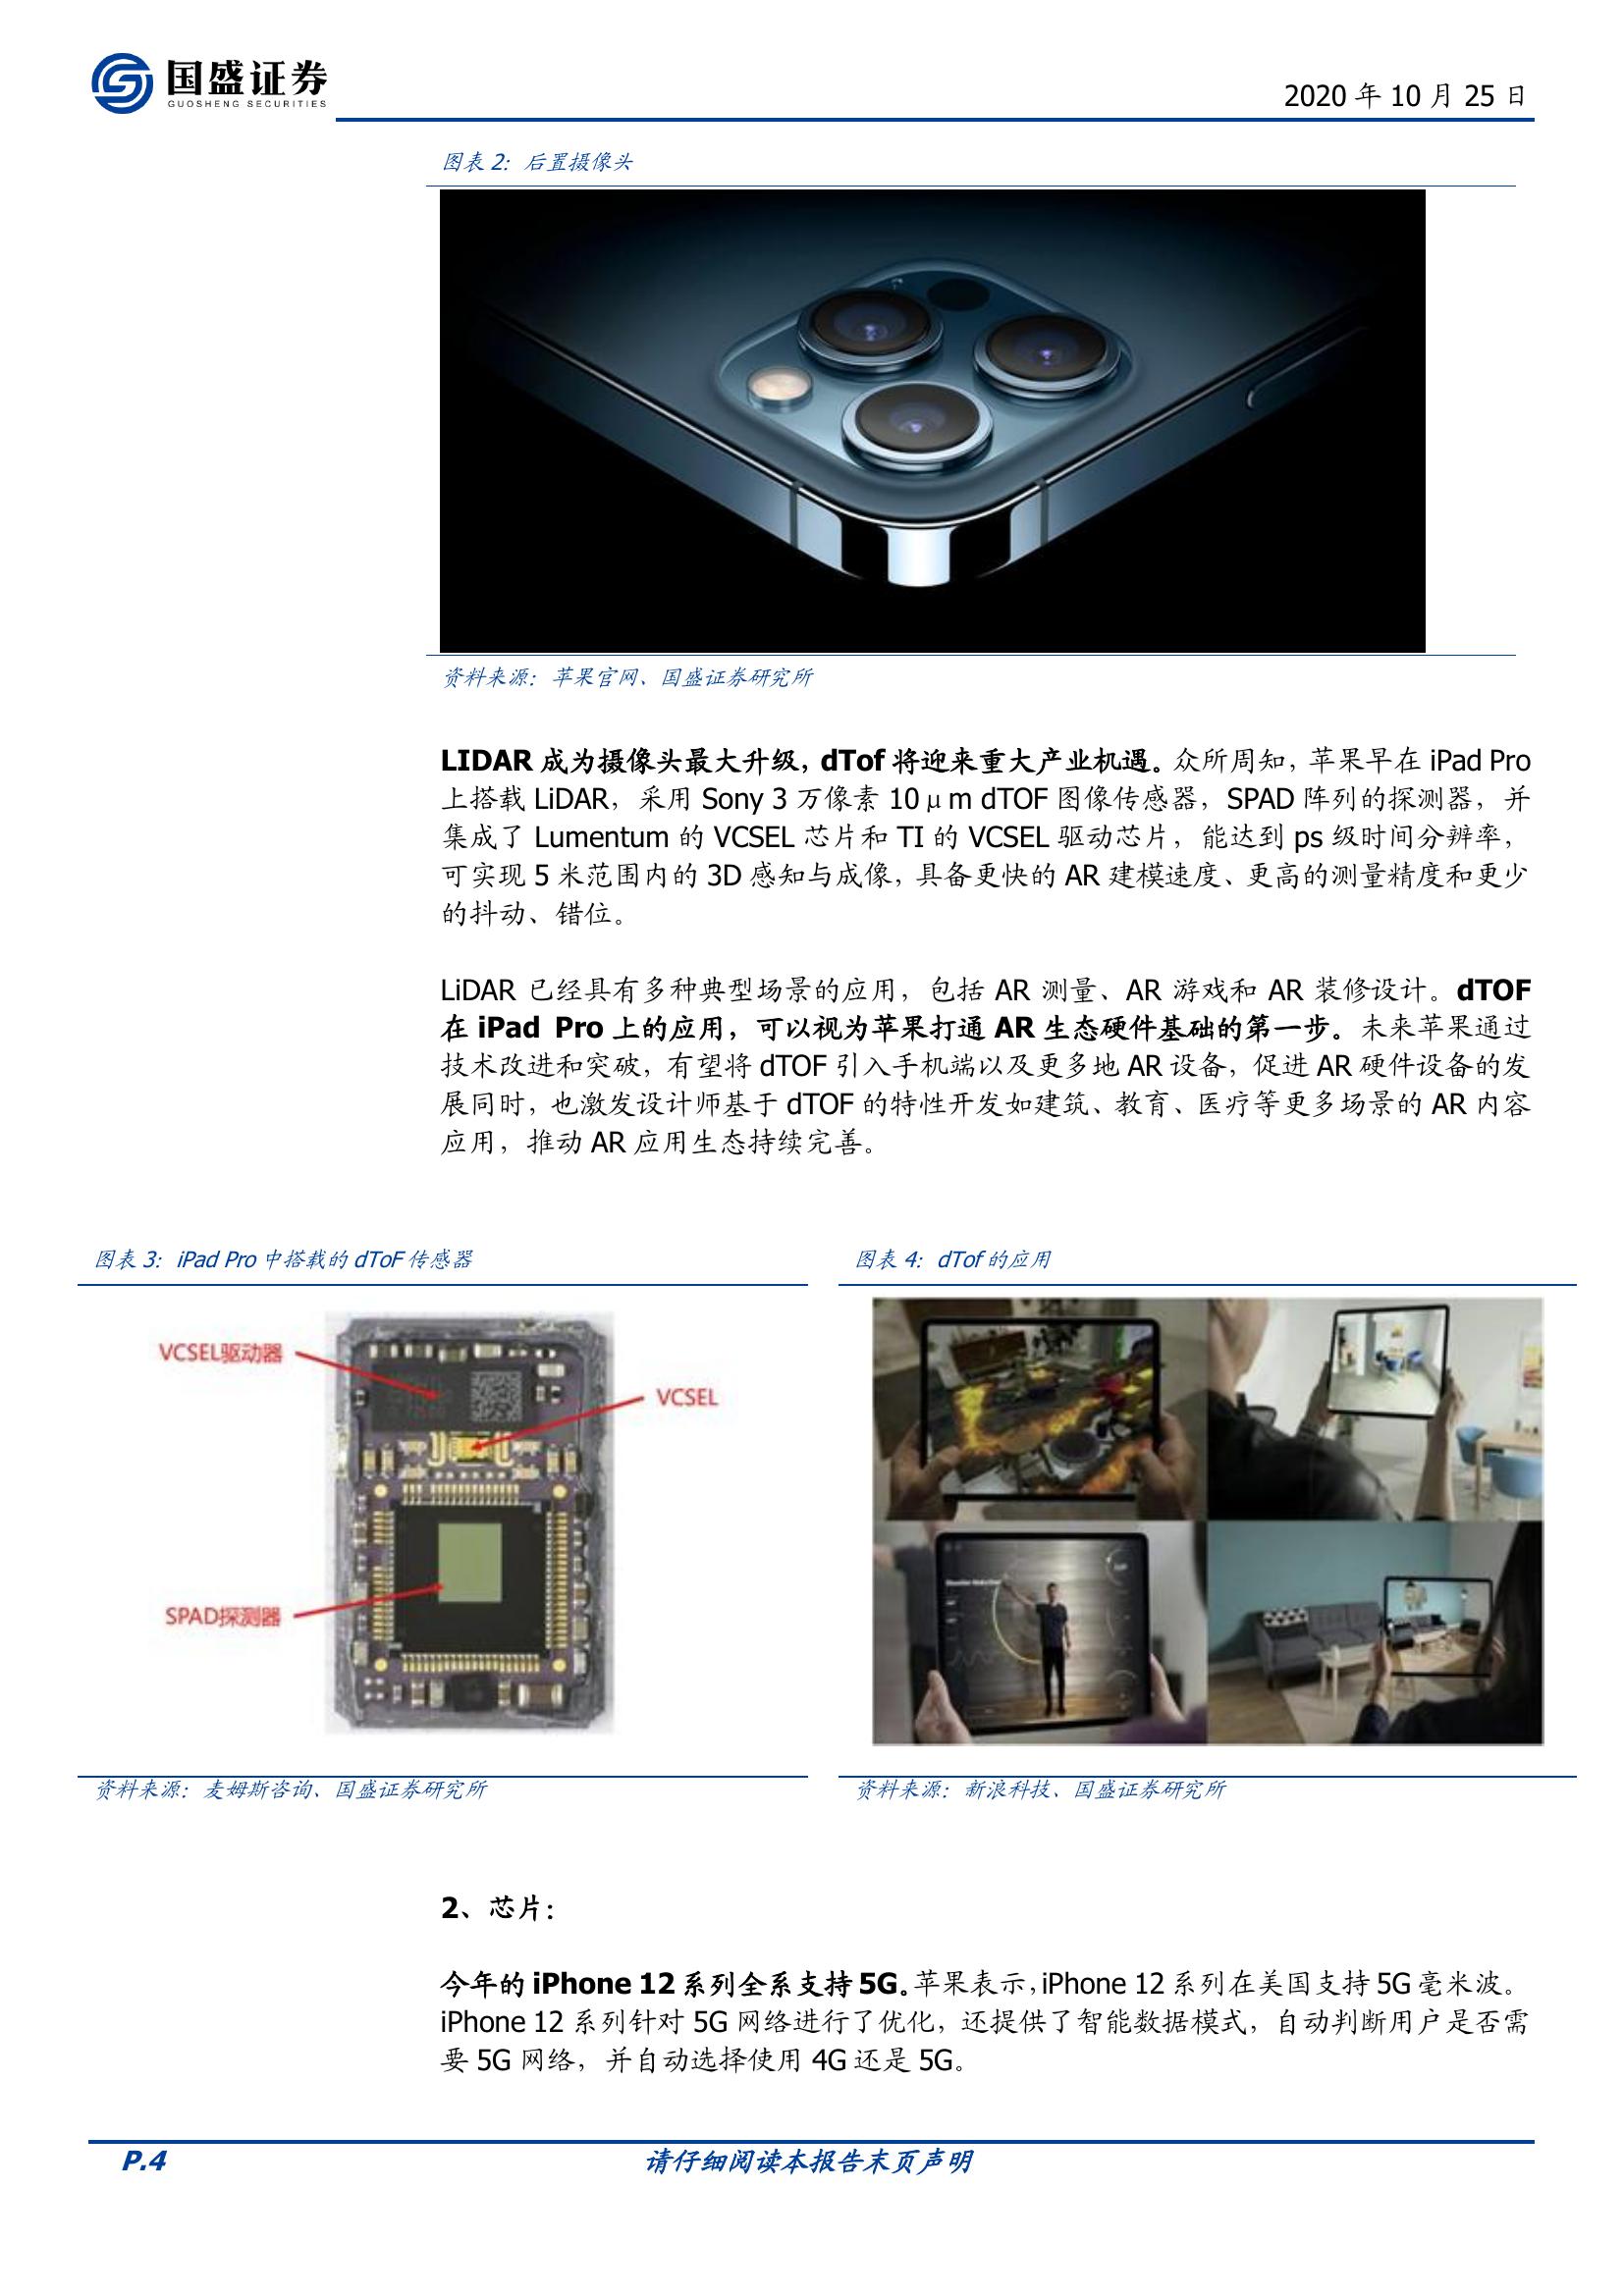 国盛证券
GUOSHENG SECURITIES
2020 年 10 月 25 日
图表 2：后置摄像头
资料来源：苹果官网、国盛证券研究所
LIDAR 成为摄像头最大升级，dTof 将迎来重大产业机遇。众所周知，苹果早在 iPad Pro
上搭载 LiDAR，采用 Sony 3 万像素 10μm dTOF 图像传感器，SPAD 阵列的探测器，并
集成了 Lumentum 的 VCSEL 芯片和 TI 的 VCSEL 驱动芯片，能达到 ps 级时间分辨率，
可实现 5 米范围内的 3D 感知与成像，具备更快的 AR 建模速度、更高的测量精度和更少
的抖动、错位。
LiDAR 已经具有多种典型场景的应用，包括 AR 测量、AR 游戏和 AR 装修设计。dTOF
在 iPad Pro 上的应用，可以视为苹果打通 AR 生态硬件基础的第一步。未来苹果通过
技术改进和突破，有望将 dTOF 引入手机端以及更多地 AR 设备，促进 AR 硬件设备的发
展同时，也激发设计师基于 dTOF 的特性开发如建筑、教育、医疗等更多场景的 AR 内容
应用，推动 AR 应用生态持续完善。
图表 3：iPad Pro 中搭载的 dToF 传感器
VCSEL驱动器
VCSEL
SPAD探测器
资料来源：麦姆斯咨询、国盛证券研究所
图表 4：dTof 的应用
资料来源：新浪科技、国盛证券研究所
2、芯片：
今年的 iPhone 12 系列全系支持 5G。苹果表示，iPhone 12 系列在美国支持 5G 毫米波。
iPhone 12 系列针对 5G 网络进行了优化，还提供了智能数据模式，自动判断用户是否需
要 5G 网络，并自动选择使用 4G 还是 5G。
P.4
请仔细阅读本报告末页声明